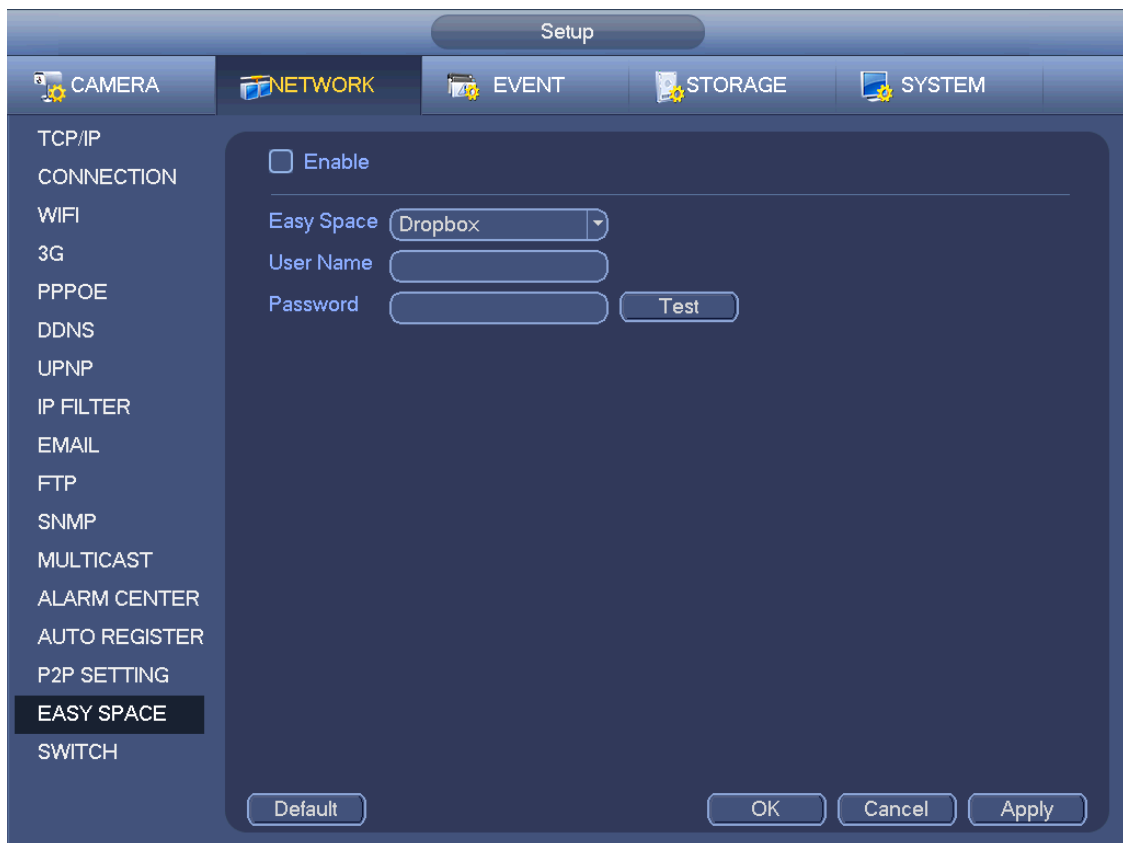 Setup
CAMERA NETWORK EVENT STORAGE SYSTEM
TCP/IP
CONNECTION
WIFI
3G
PPPOE
DDNS
UPNP
IP FILTER
EMAIL
FTP
SNMP
MULTICAST
ALARM CENTER
AUTO REGISTER
P2P SETTING
EASY SPACE
SWITCH
Enable
Easy Space Dropbox
User Name
Password Test
Default OK Cancel Apply